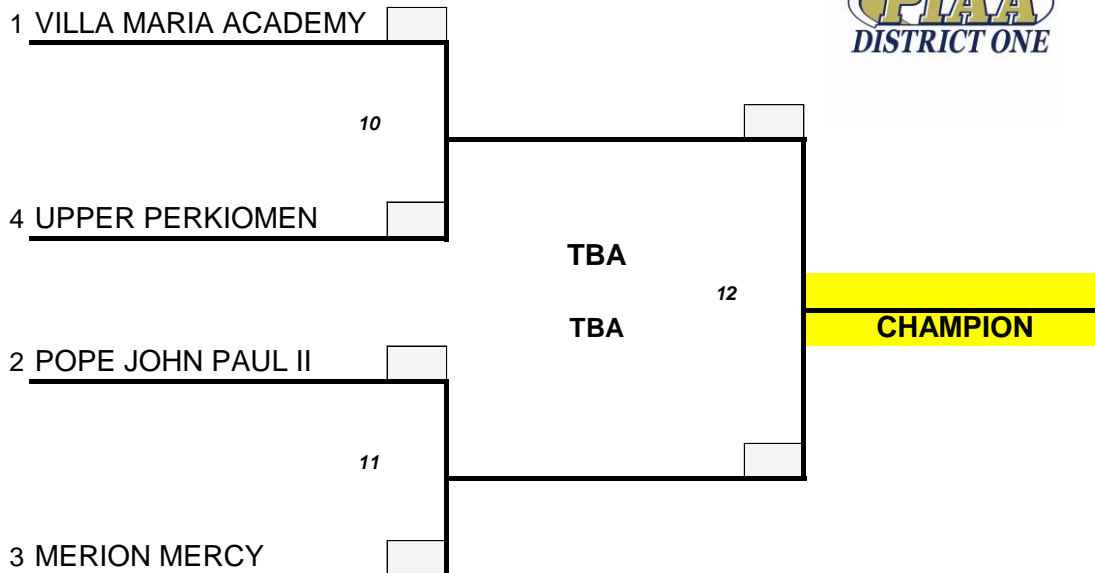 PIAA
DISTRICT ONE
1 VILLA MARIA ACADEMY
10
4 UPPER PERKIOMEN
TBA
12
TBA
CHAMPION
2 POPE JOHN PAUL II
11
3 MERION MERCY